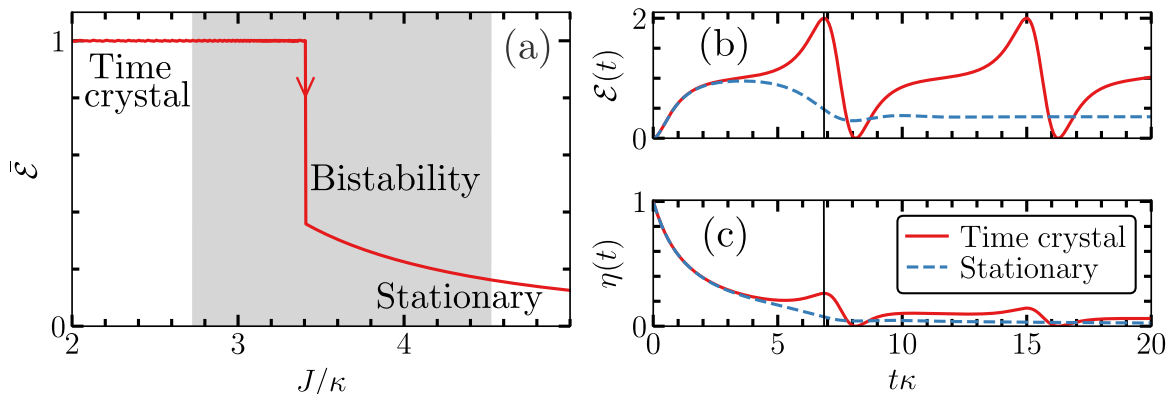 (a)
1
Time
crystal
Bistability
Stationary
0
2
3
4
J/κ
ℰ̄
(b)
2
0
ℰ(t)
(c)
1
0
η(t)
Time crystal
Stationary
0
5
10
15
20
tκ